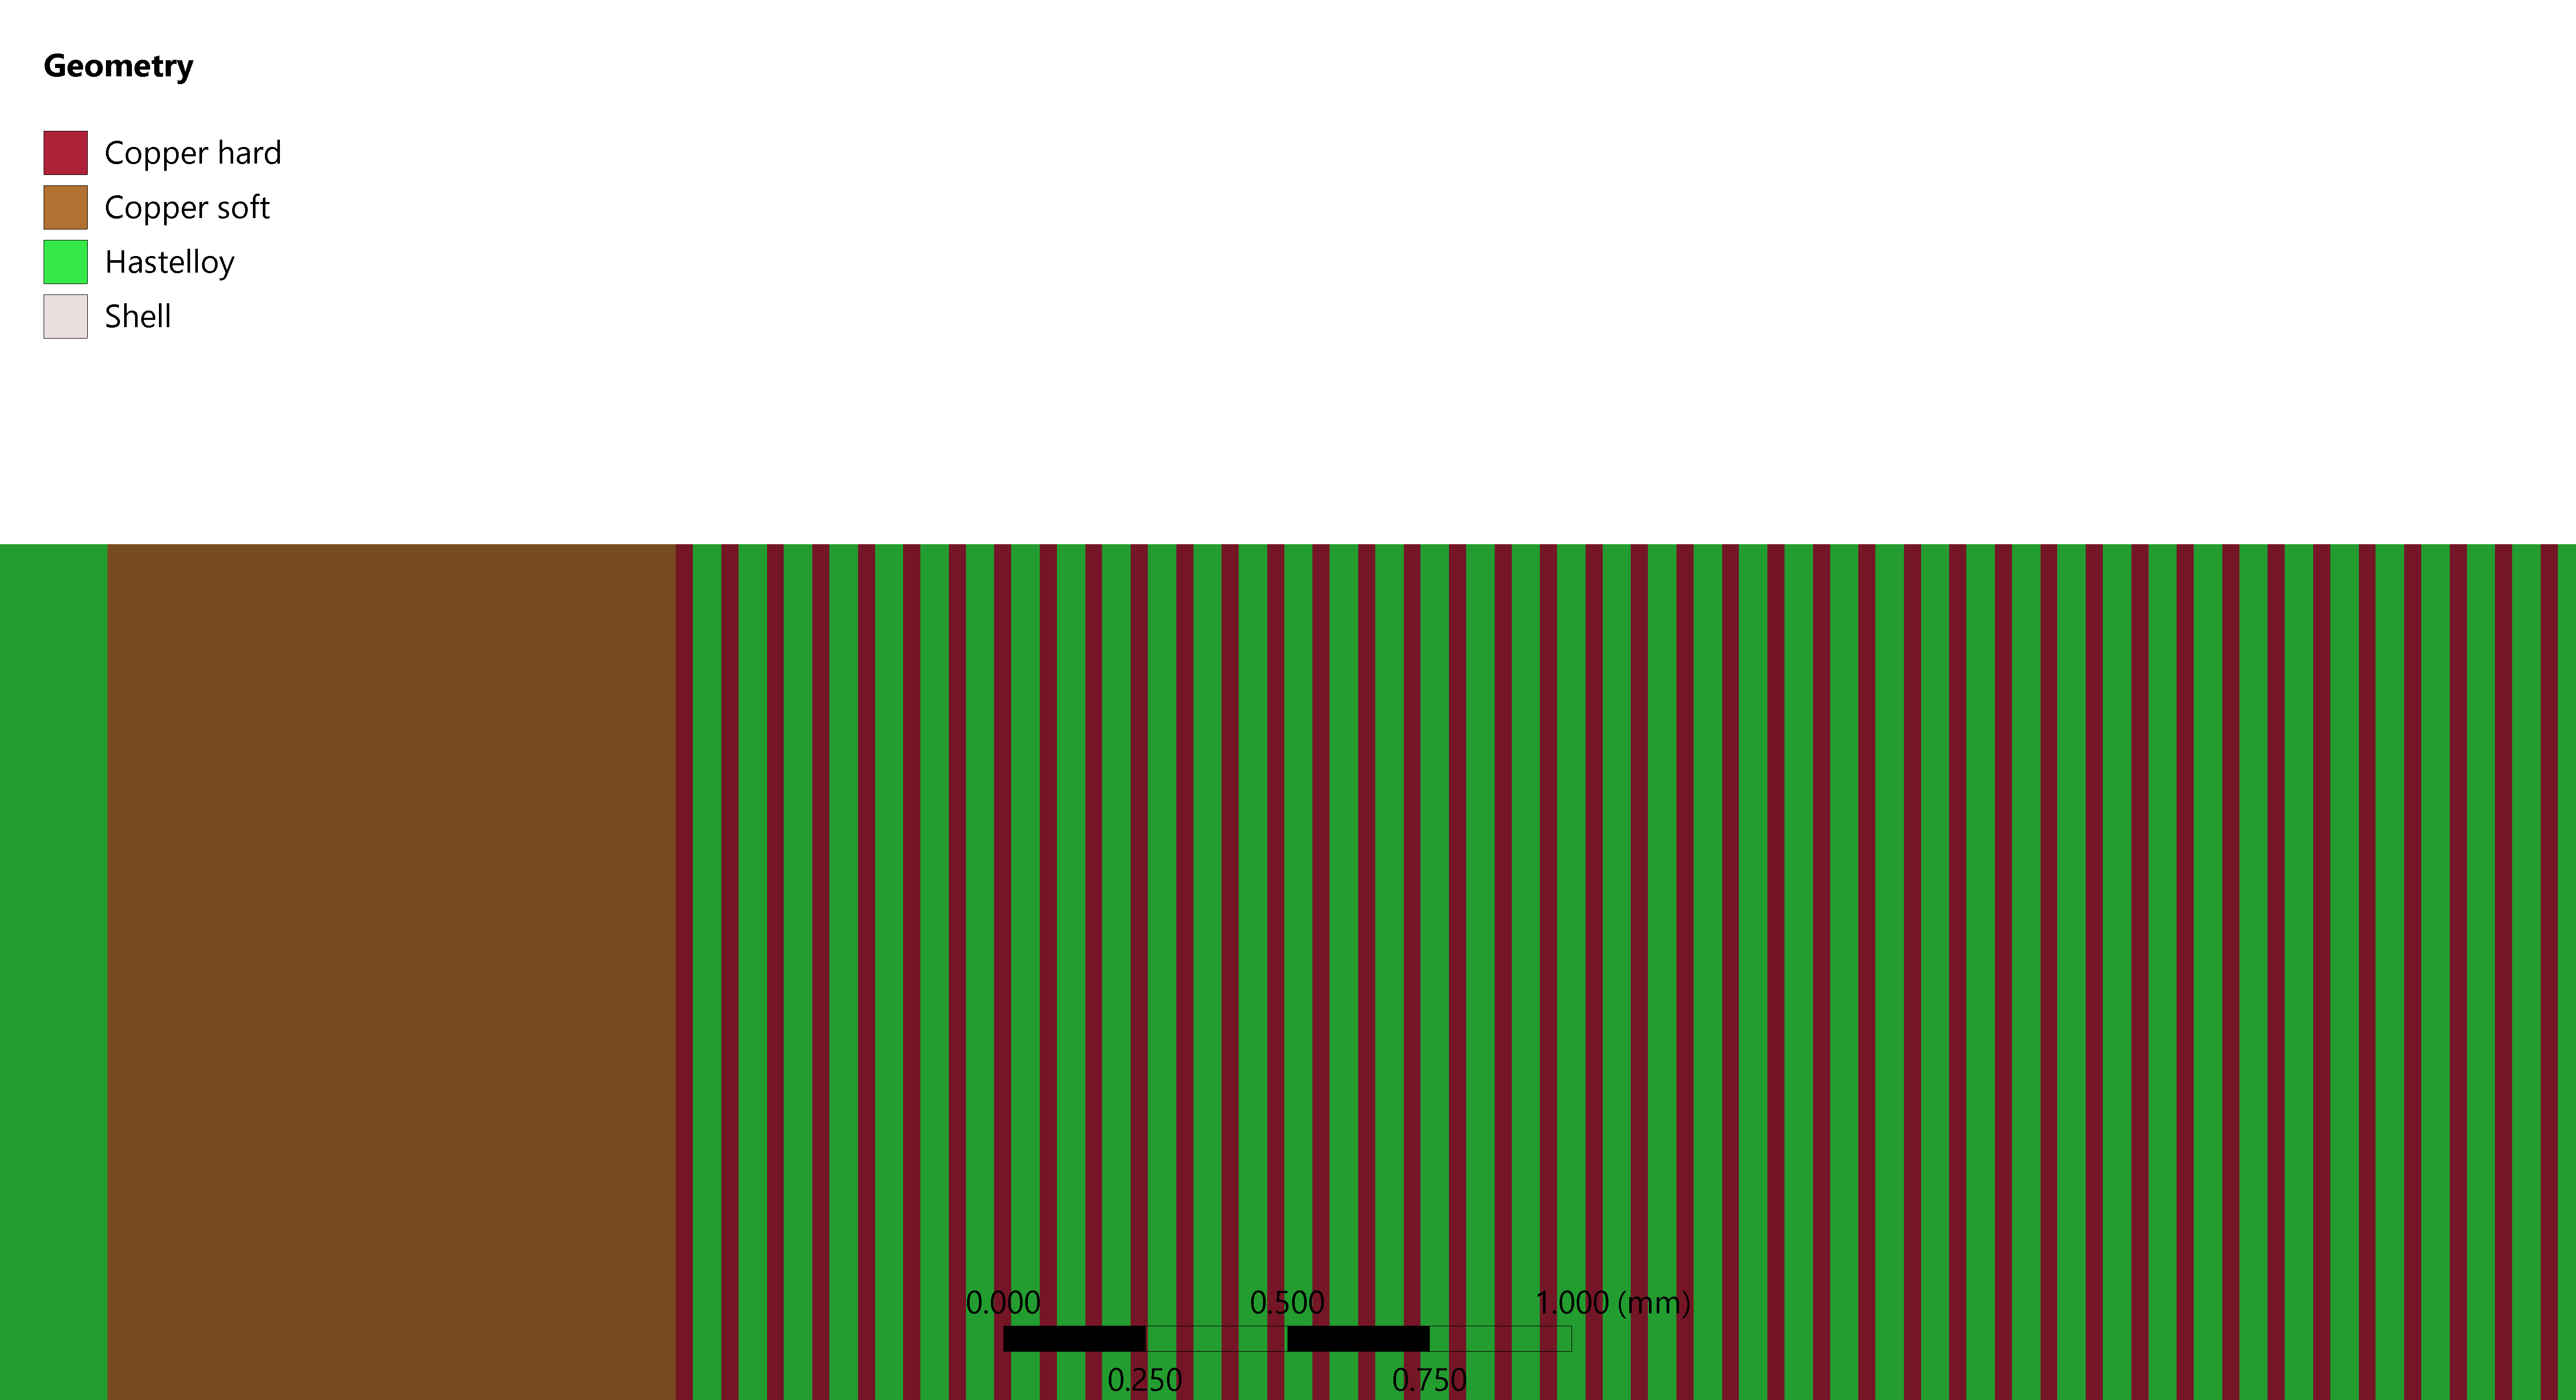 Geometry
Copper hard
Copper soft
Hastelloy
Shell
0.000 0.500 1.000 (mm)
0.250 0.750